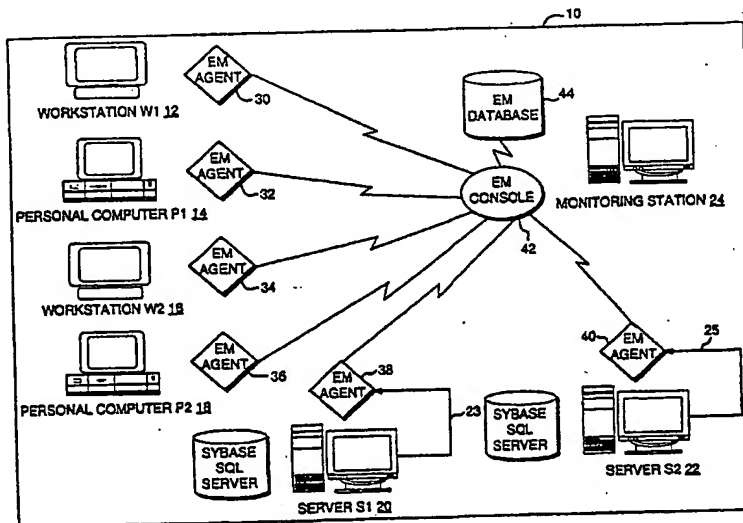 10
EM
AGENT
30
WORKSTATION W1 12
EM
AGENT
32
PERSONAL COMPUTER P1 14
EM
AGENT
34
WORKSTATION W2 16
EM
AGENT
36
PERSONAL COMPUTER P2 18
EM
DATABASE
44
EM
CONSOLE
42
MONITORING STATION 24
EM
AGENT
38
23
SYBASE
SQL
SERVER
SERVER S1 20
40
EM
AGENT
25
SYBASE
SQL
SERVER
SERVER S2 22